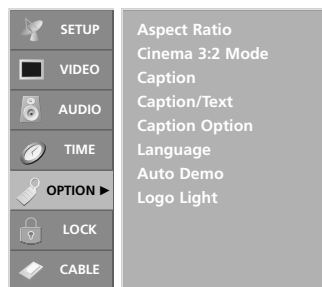 SETUP
VIDEO
AUDIO
TIME
OPTION ►
LOCK
CABLE
Aspect Ratio
Cinema 3:2 Mode
Caption
Caption/Text
Caption Option
Language
Auto Demo
Logo Light